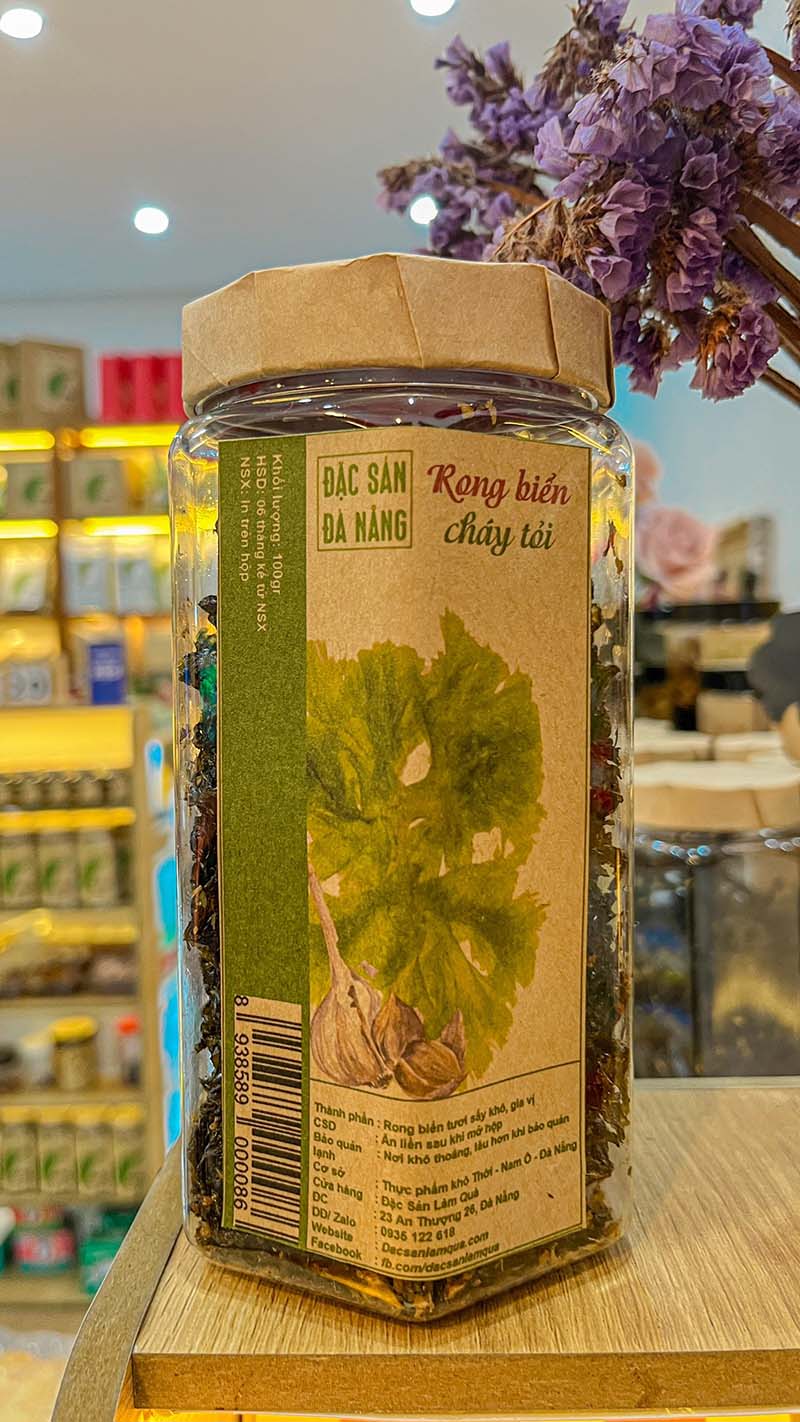 ĐẶC SẢN
ĐÀ NẴNG
Rong biển
cháy tỏi
Khối lượng: 100gr
HSD: 06 tháng kể từ NSX
NSX: In trên hộp
8 938589 000086
Thành phần : Rong biển tươi sấy khô, gia vị
CSD : Ăn liền sau khi mở hộp
Bảo quản : Nơi khô thoáng, lâu hơn khi bảo quản
lạnh
Cơ sở : Thực phẩm khô Thời - Nam Ô - Đà Nẵng
Cửa hàng : Đặc Sản Làm Quà
ĐC : 23 An Thượng 26, Đà Nẵng
DD/ Zalo : 0935 122 618
Website : Dacsanlamqua.com
Facebook : fb.com/dacsanlamqua